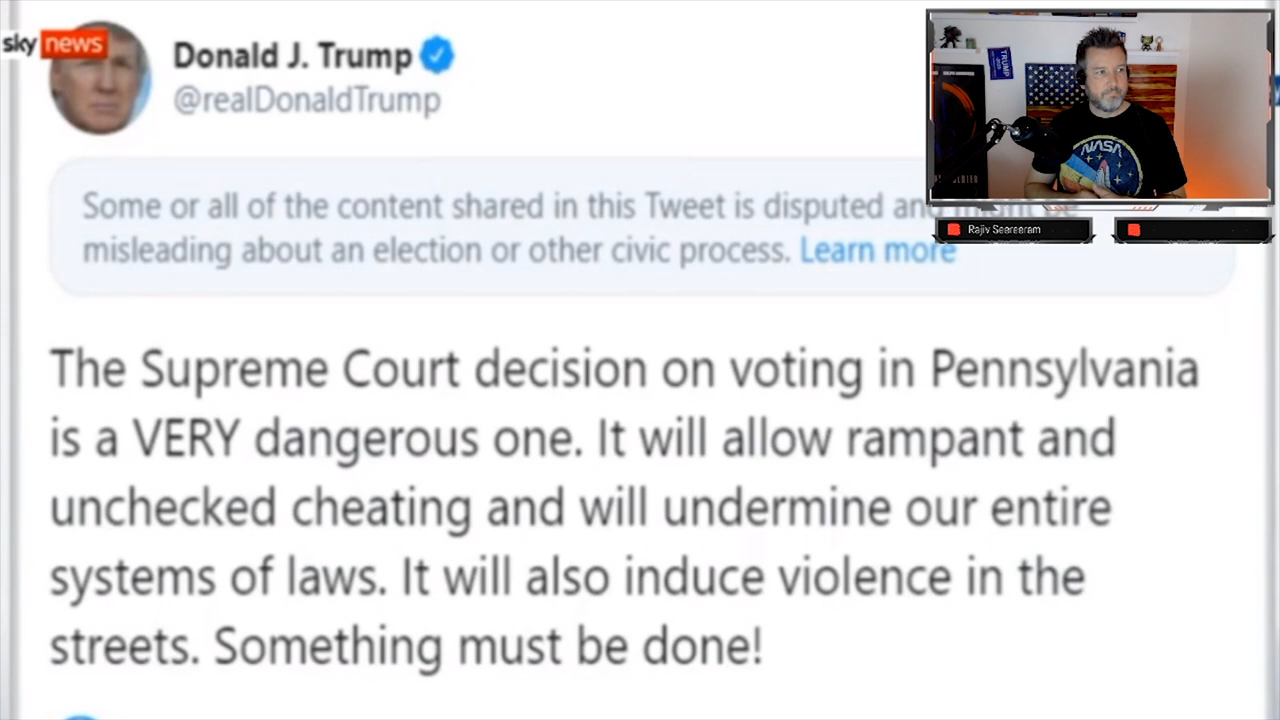 sky news
Donald J. Trump
@realDonaldTrump
Some or all of the content shared in this Tweet is disputed and might be
misleading about an election or other civic process. Learn more
The Supreme Court decision on voting in Pennsylvania
is a VERY dangerous one. It will allow rampant and
unchecked cheating and will undermine our entire
systems of laws. It will also induce violence in the
streets. Something must be done!
TRUMP
NASA
Rajiv Seereeram